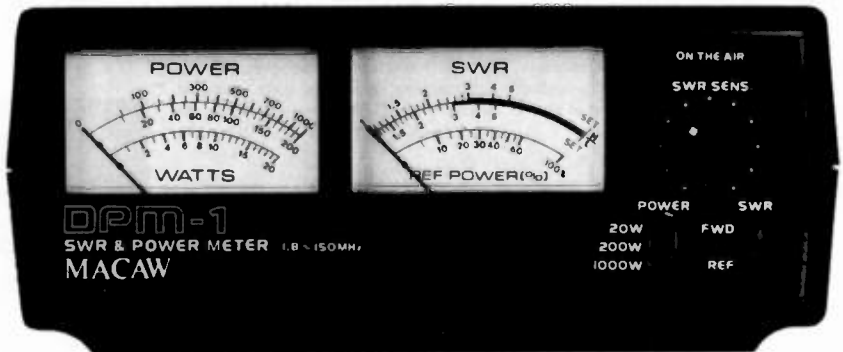 POWER
0 100 300 500 700 1000
20 40 60 80 100 150 200
2 4 6 8 10 15 20
WATTS
SWR
1.5 2 3 4 5
1.5 2 3 4 5
SET
SET
10 20 30 40 60 100
REF POWER(%)
ON THE AIR
SWR SENS
POWER SWR
20W FWD
200W
1000W REF
DPM-1
SWR & POWER METER 1.8~150MHz
MACAW